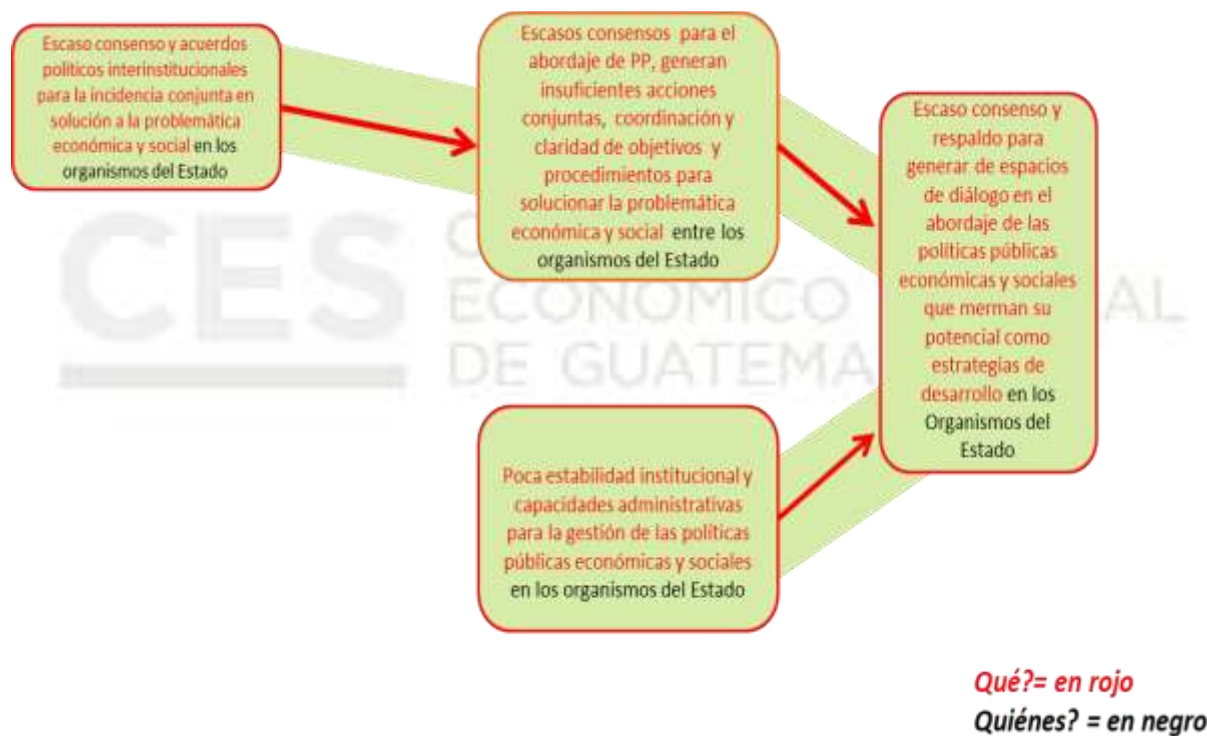 Escaso consenso y acuerdos
políticos interinstitucionales
para la incidencia conjunta en
solución a la problemática
económica y social en los
organismos del Estado
Escasos consensos para el
abordaje de PP, generan
insuficientes acciones
conjuntas, coordinación y
claridad de objetivos y
procedimientos para
solucionar la problemática
económica y social entre los
organismos del Estado
Escaso consenso y
respaldo para
generar de espacios
de diálogo en el
abordaje de las
políticas públicas
económicas y sociales
que merman su
potencial como
estrategias de
desarrollo en los
Organismos del
Estado
Poca estabilidad institucional y
capacidades administrativas
para la gestión de las políticas
públicas económicas y sociales
en los organismos del Estado
CES
ECONÓMICO AL
DE GUATEMA
Qué?= en rojo
Quiénes? = en negro